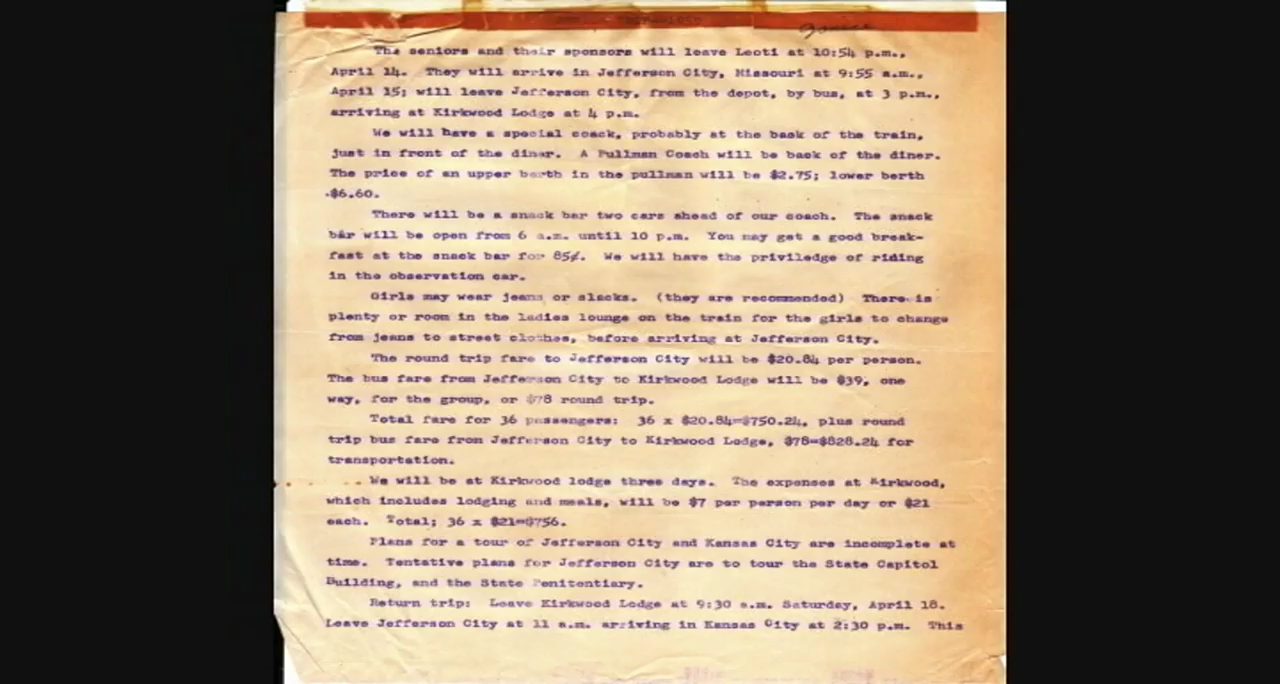 Janice
The seniors and their sponsors will leave Leoti at 10:54 p.m.,
April 14. They will arrive in Jefferson City, Missouri at 9:55 a.m.,
April 15; will leave Jefferson City, from the depot, by bus, at 3 p.m.,
arriving at Kirkwood Lodge at 4 p.m.
We will have a special coach, probably at the back of the train,
just in front of the diner. A Pullman Coach will be back of the diner.
The price of an upper berth in the pullman will be $2.75; lower berth
-$6.60.
There will be a snack bar two cars ahead of our coach. The snack
bar will be open from 6 a.m. until 10 p.m. You may get a good break-
fast at the snack bar for 85¢. We will have the priviledge of riding
in the observation car.
Girls may wear jeans or slacks. (they are recommended) There is
plenty or room in the ladies lounge on the train for the girls to change
from jeans to street clothes, before arriving at Jefferson City.
The round trip fare to Jefferson City will be $20.84 per person.
The bus fare from Jefferson City to Kirkwood Lodge will be $39, one
way, for the group, or $78 round trip.
Total fare for 36 passengers: 36 x $20.84=$750.24, plus round
trip bus fare from Jefferson City to Kirkwood Lodge, $78=$828.24 for
transportation.
We will be at Kirkwood lodge three days. The expenses at Kirkwood,
which includes lodging and meals, will be $7 per person per day or $21
each. Total; 36 x $21=$756.
Plans for a tour of Jefferson City and Kansas City are incomplete at
time. Tentative plans for Jefferson City are to tour the State Capitol
Building, and the State Penitentiary.
Return trip: Leave Kirkwood Lodge at 9:30 a.m. Saturday, April 18.
Leave Jefferson City at 11 a.m. arriving in Kansas City at 2:30 p.m. This